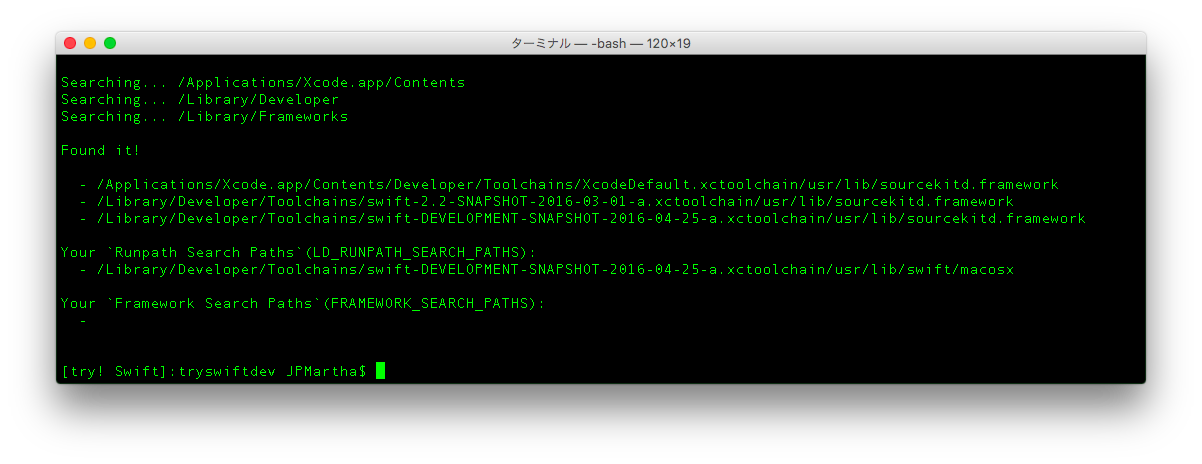 ターミナル — -bash — 120×19
Searching... /Applications/Xcode.app/Contents
Searching... /Library/Developer
Searching... /Library/Frameworks
Found it!
- /Applications/Xcode.app/Contents/Developer/Toolchains/XcodeDefault.xctoolchain/usr/lib/sourcekitd.framework
- /Library/Developer/Toolchains/swift-2.2-SNAPSHOT-2016-03-01-a.xctoolchain/usr/lib/sourcekitd.framework
- /Library/Developer/Toolchains/swift-DEVELOPMENT-SNAPSHOT-2016-04-25-a.xctoolchain/usr/lib/sourcekitd.framework
Your `Runpath Search Paths`(LD_RUNPATH_SEARCH_PATHS):
- /Library/Developer/Toolchains/swift-DEVELOPMENT-SNAPSHOT-2016-04-25-a.xctoolchain/usr/lib/swift/macosx
Your `Framework Search Paths`(FRAMEWORK_SEARCH_PATHS):
-
[try! Swift]:tryswiftdev JPMartha$